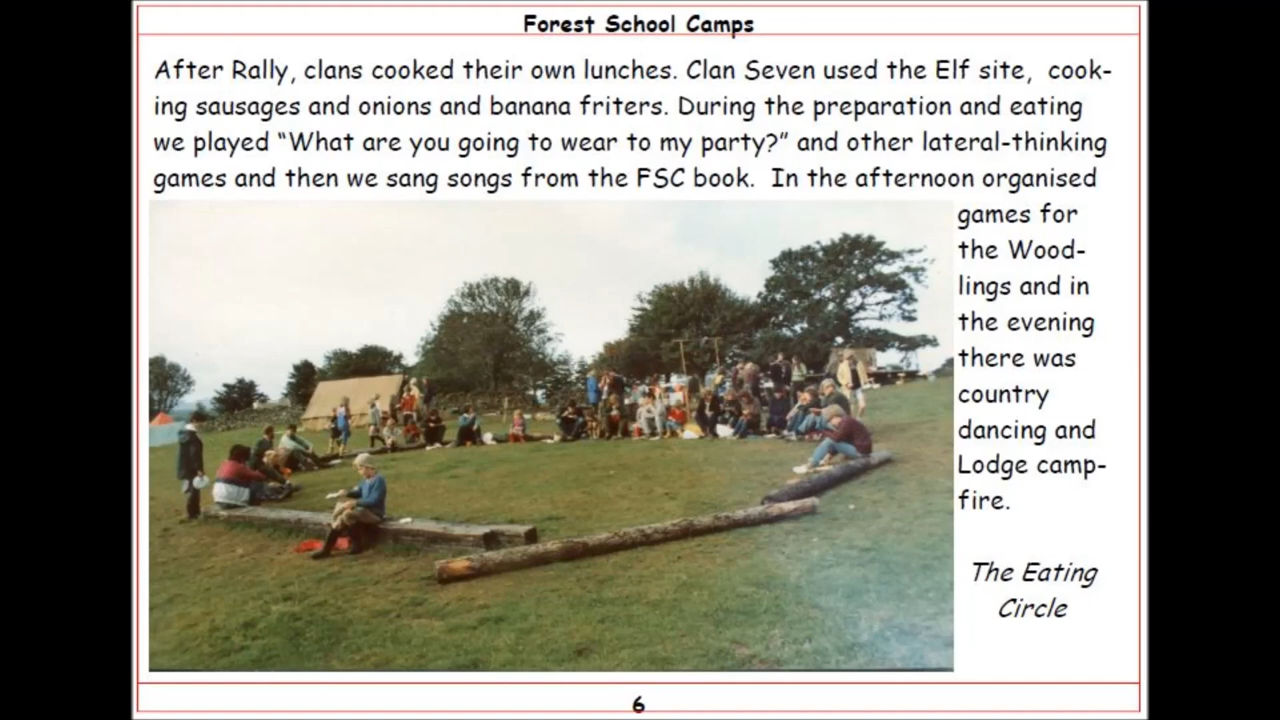 Forest School Camps
After Rally, clans cooked their own lunches. Clan Seven used the Elf site, cook-
ing sausages and onions and banana friters. During the preparation and eating
we played “What are you going to wear to my party?” and other lateral-thinking
games and then we sang songs from the FSC book. In the afternoon organised
games for
the Wood-
lings and in
the evening
there was
country
dancing and
Lodge camp-
fire.
The Eating
Circle
6